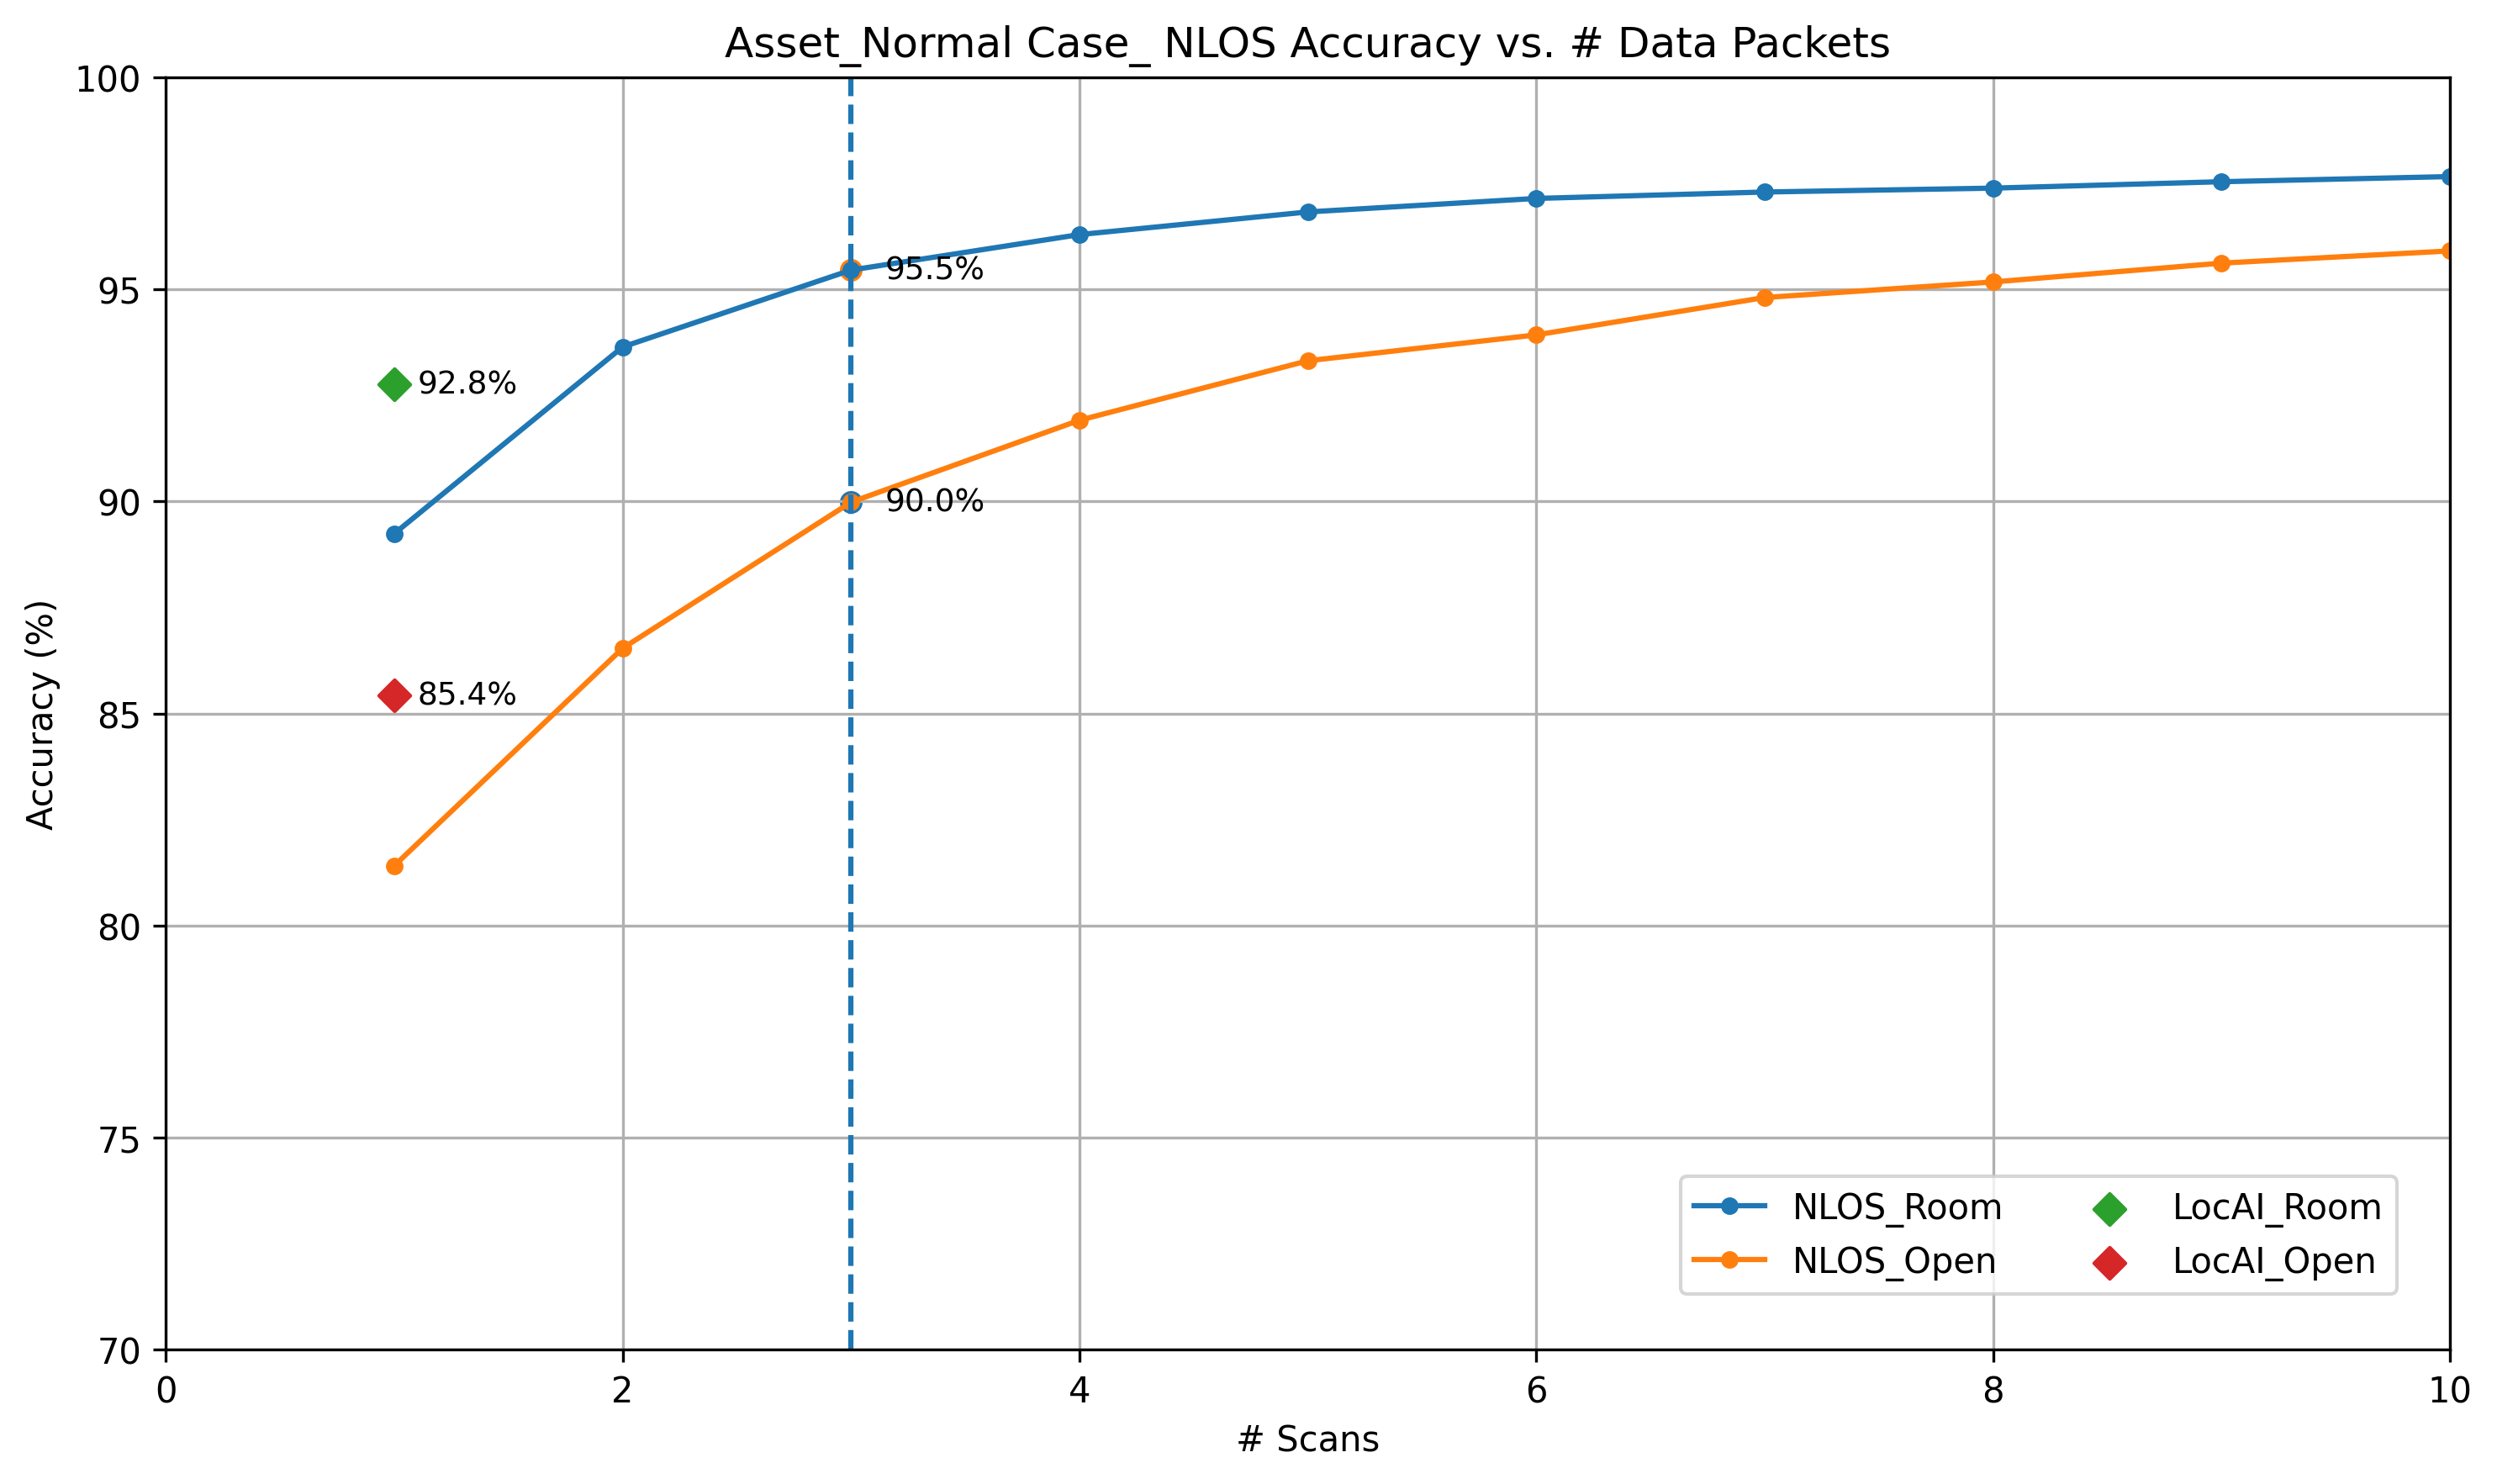 Asset_Normal Case_ NLOS Accuracy vs. # Data Packets
100
95
90
85
80
75
70
Accuracy (%)
95.5%
92.8%
90.0%
85.4%
NLOS_Room
NLOS_Open
LocAI_Room
LocAI_Open
0 2 4 6 8 10
# Scans